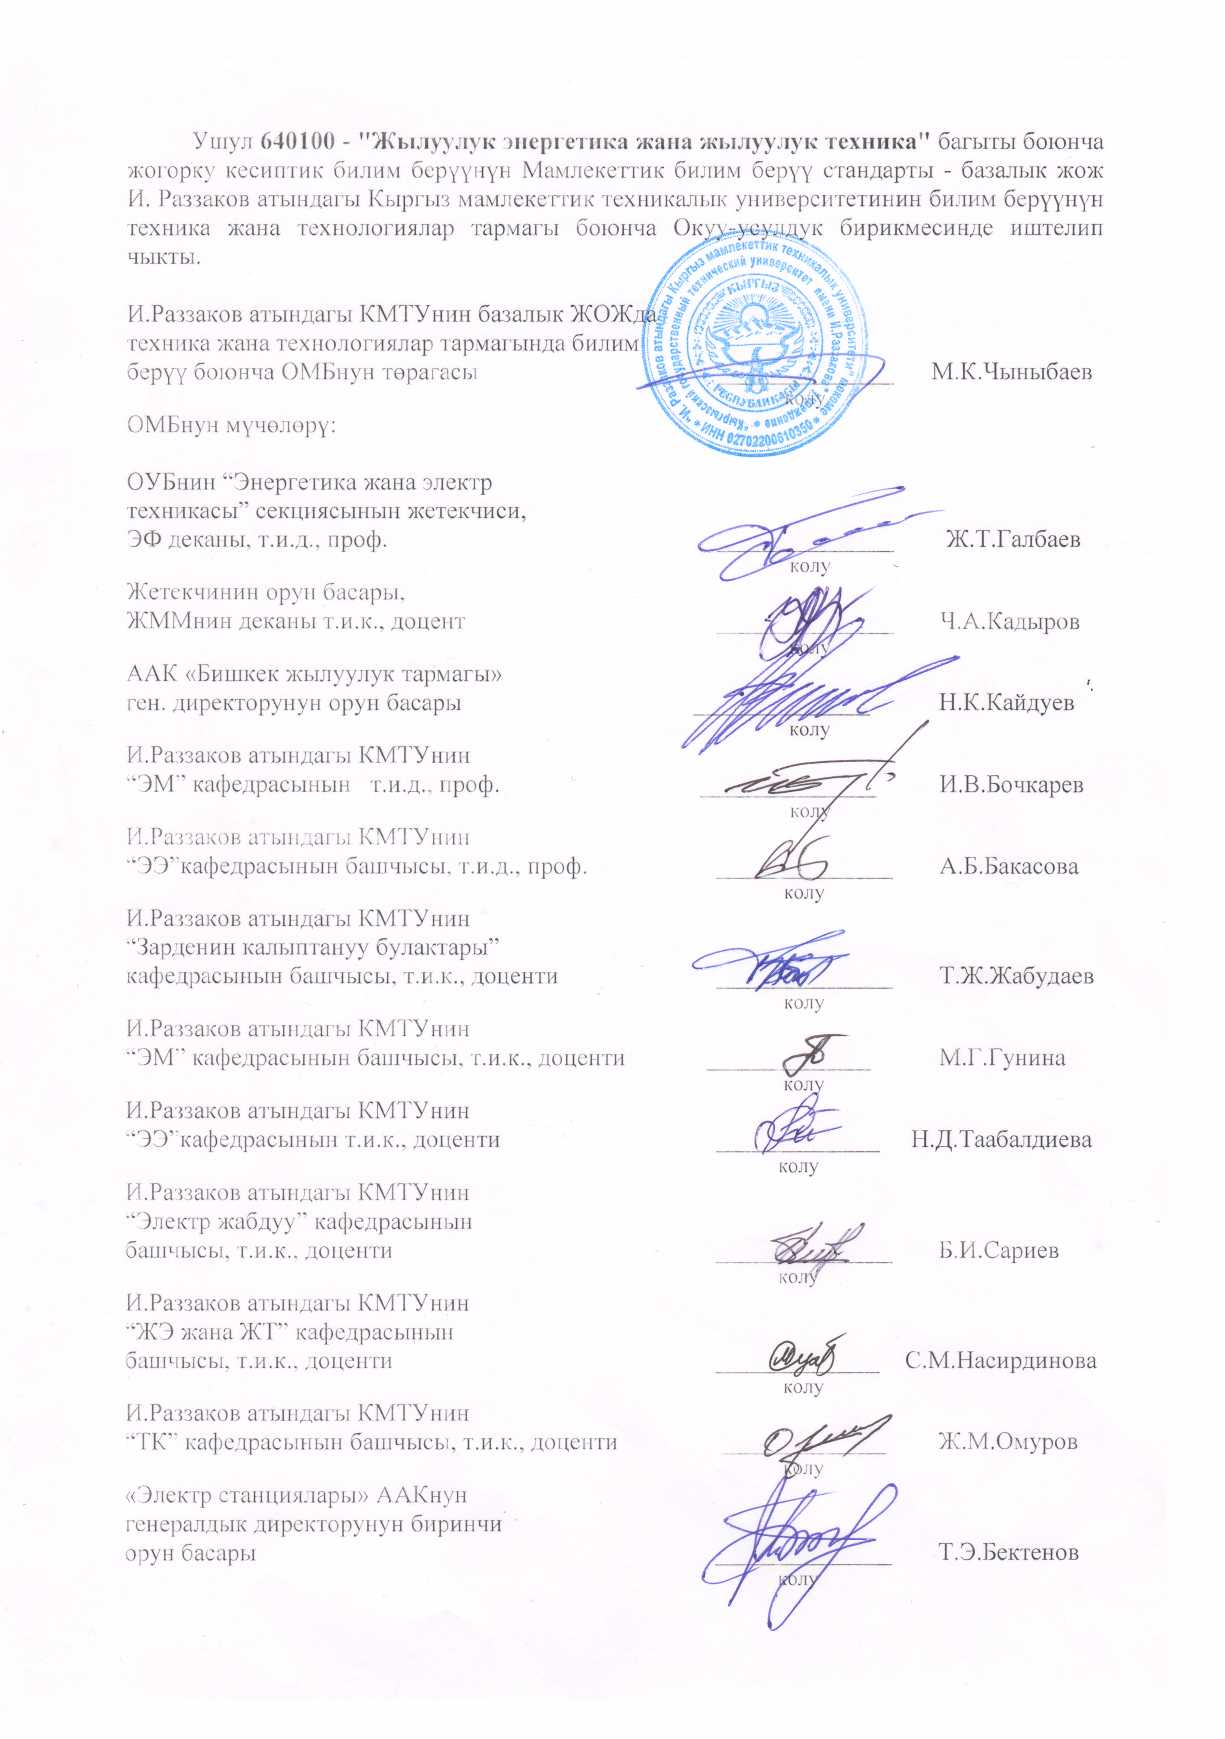 Ушул 640100 - "Жылуулук энергетика жана жылуулук техника" багыты боюнча
жогорку кесиптик билим берүүнүн Мамлекеттик билим берүү стандарты - базалык жож
И. Раззаков атындагы Кыргыз мамлекеттик техникалык университетинин билим берүүнүн
техника жана технологиялар тармагы боюнча Окуу-усулдук бирикмесинде иштелип
чыкты.
И.Раззаков атындагы КМТУнин базалык ЖОЖда
техника жана технологиялар тармагында билим
берүү боюнча ОМБнун төрагасы М.К.Чыныбаев
колу
КЫРГЫЗ
РЕСПУБЛИКАСЫ
ИНН 02702200610350
ОМБнун мүчөлөрү:
ОУБнин “Энергетика жана электр
техникасы” секциясынын жетекчиси,
ЭФ деканы, т.и.д., проф. Ж.Т.Галбаев
колу
Жетекчинин орун басары,
ЖММнин деканы т.и.к., доцент Ч.А.Кадыров
колу
ААК «Бишкек жылуулук тармагы»
ген. директорунун орун басары Н.К.Кайдуев
колу
И.Раззаков атындагы КМТУнин
“ЭМ” кафедрасынын т.и.д., проф. И.В.Бочкарев
колу
И.Раззаков атындагы КМТУнин
“ЭЭ”кафедрасынын башчысы, т.и.д., проф. А.Б.Бакасова
колу
И.Раззаков атындагы КМТУнин
“Зарденин калыптануу булактары”
кафедрасынын башчысы, т.и.к., доценти Т.Ж.Жабудаев
колу
И.Раззаков атындагы КМТУнин
“ЭМ” кафедрасынын башчысы, т.и.к., доценти М.Г.Гунина
колу
И.Раззаков атындагы КМТУнин
“ЭЭ”кафедрасынын т.и.к., доценти Н.Д.Таабалдиева
колу
И.Раззаков атындагы КМТУнин
“Электр жабдуу” кафедрасынын
башчысы, т.и.к., доценти Б.И.Сариев
колу
И.Раззаков атындагы КМТУнин
“ЖЭ жана ЖТ” кафедрасынын
башчысы, т.и.к., доценти С.М.Насирдинова
колу
И.Раззаков атындагы КМТУнин
“ТК” кафедрасынын башчысы, т.и.к., доценти Ж.М.Омуров
колу
«Электр станциялары» ААКнун
генералдык директорунун биринчи
орун басары Т.Э.Бектенов
колу